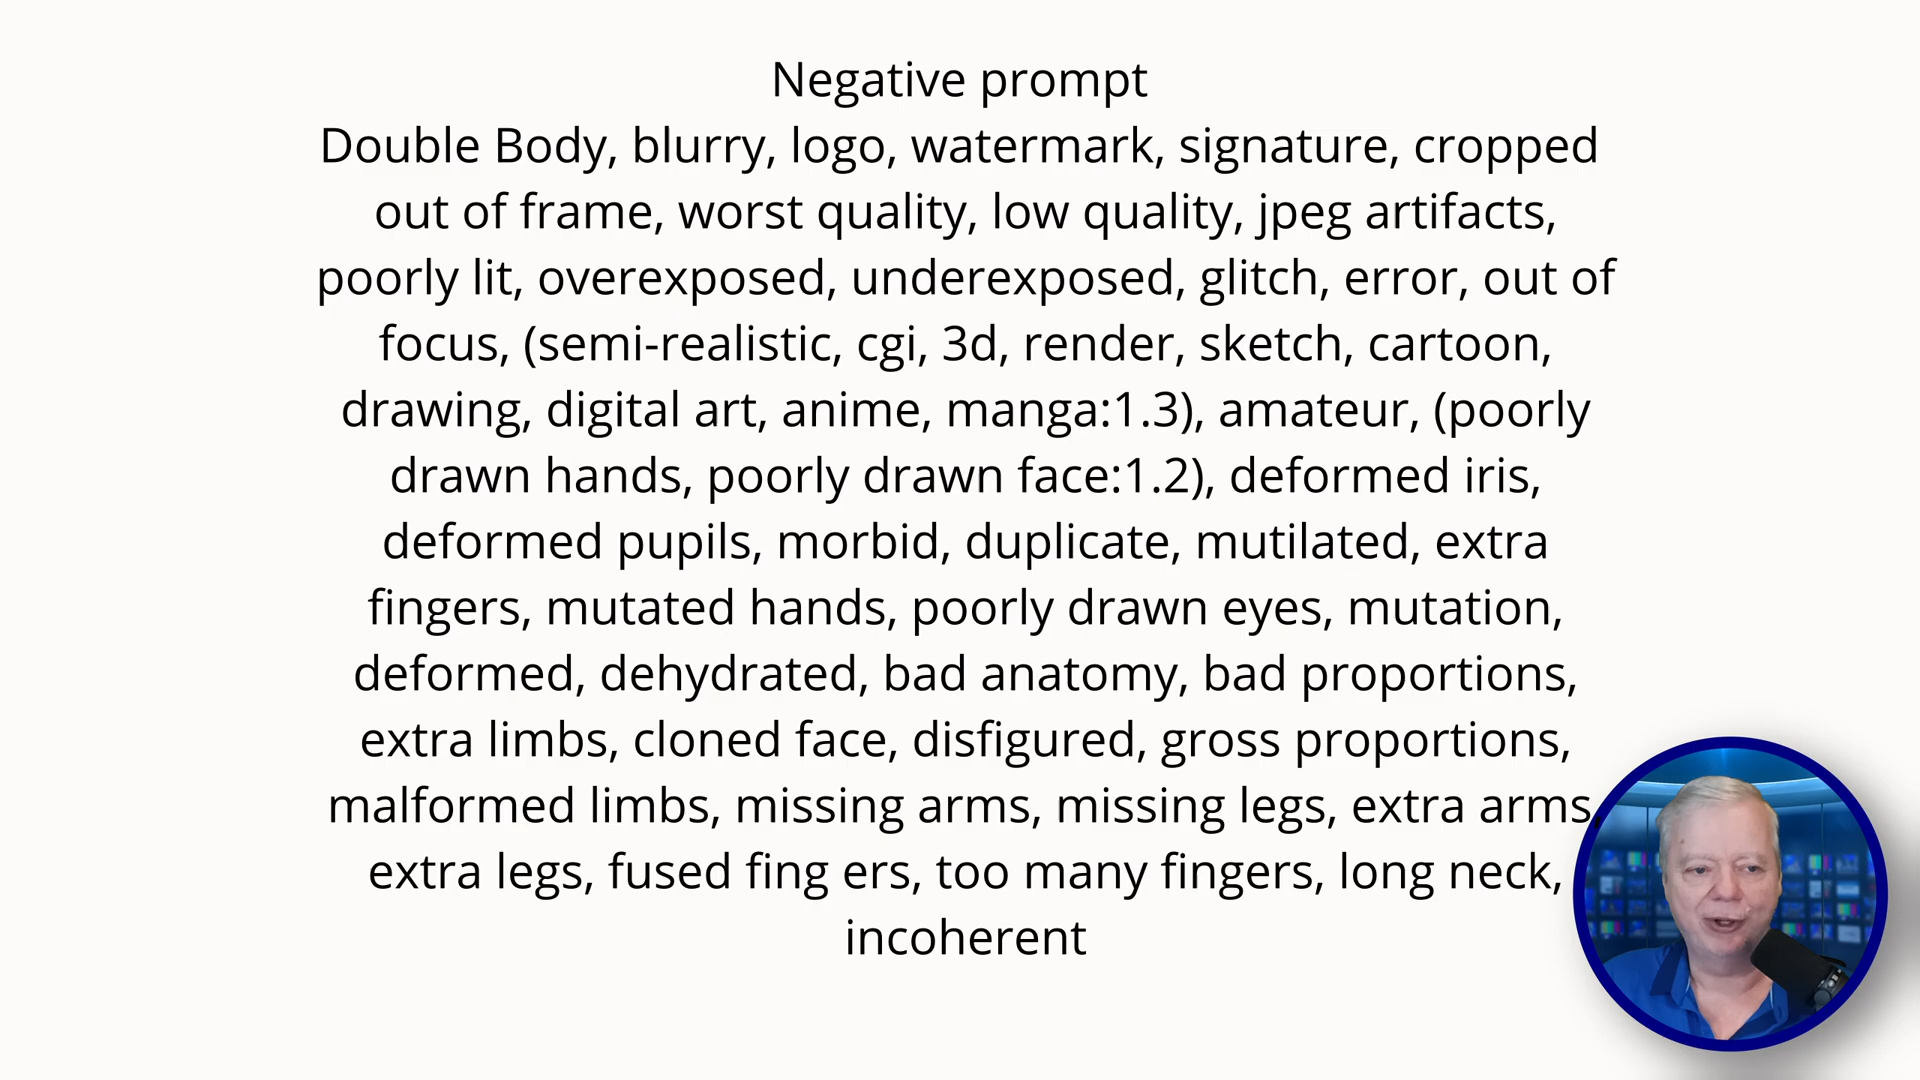 Negative prompt
Double Body, blurry, logo, watermark, signature, cropped
out of frame, worst quality, low quality, jpeg artifacts,
poorly lit, overexposed, underexposed, glitch, error, out of
focus, (semi-realistic, cgi, 3d, render, sketch, cartoon,
drawing, digital art, anime, manga:1.3), amateur, (poorly
drawn hands, poorly drawn face:1.2), deformed iris,
deformed pupils, morbid, duplicate, mutilated, extra
fingers, mutated hands, poorly drawn eyes, mutation,
deformed, dehydrated, bad anatomy, bad proportions,
extra limbs, cloned face, disfigured, gross proportions,
malformed limbs, missing arms, missing legs, extra arms,
extra legs, fused fing ers, too many fingers, long neck,
incoherent